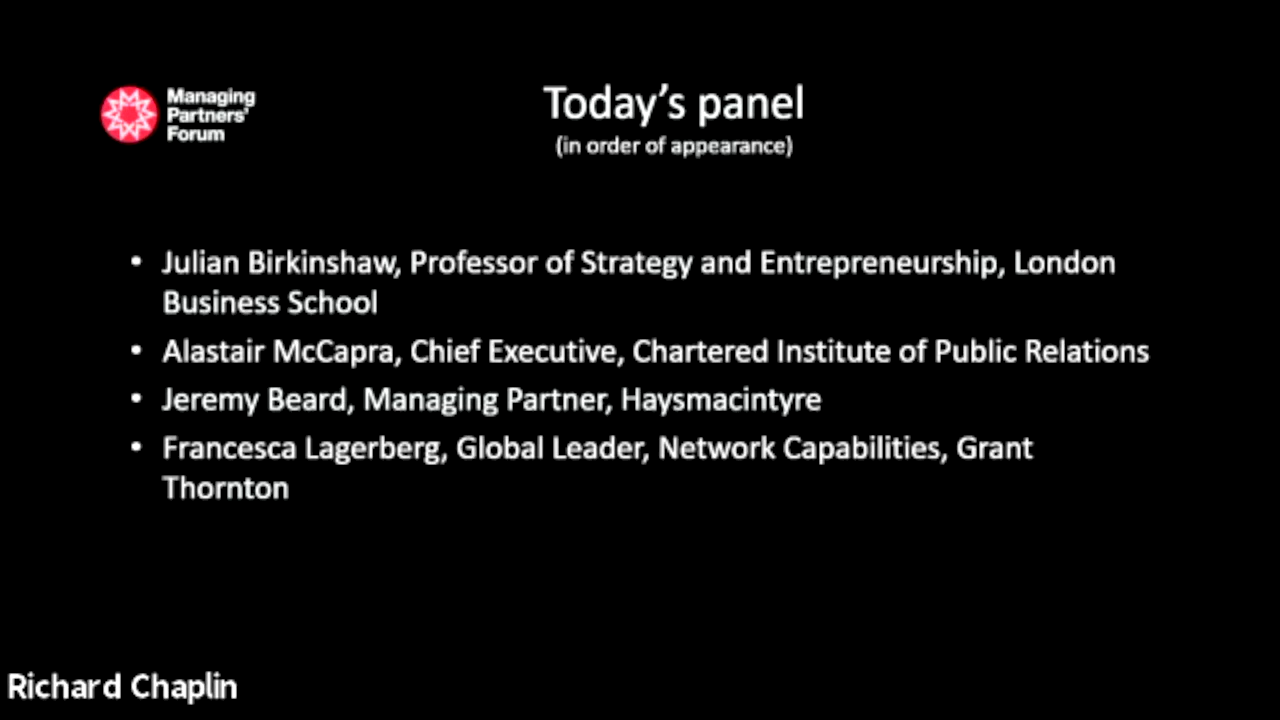 Managing
Partners'
Forum
Today's panel
(in order of appearance)
• Julian Birkinshaw, Professor of Strategy and Entrepreneurship, London
Business School
• Alastair McCapra, Chief Executive, Chartered Institute of Public Relations
• Jeremy Beard, Managing Partner, Haysmacintyre
• Francesca Lagerberg, Global Leader, Network Capabilities, Grant
Thornton
Richard Chaplin